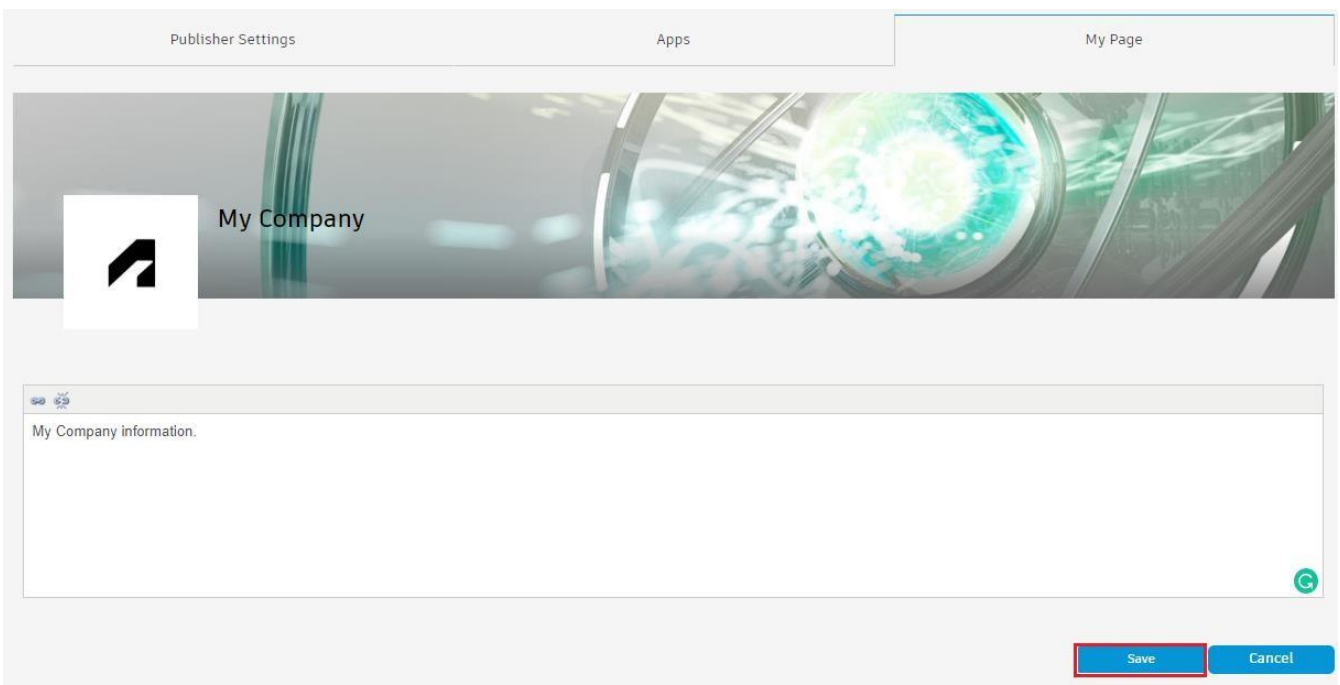 Publisher Settings
Apps
My Page
My Company
My Company information.
Save
Cancel